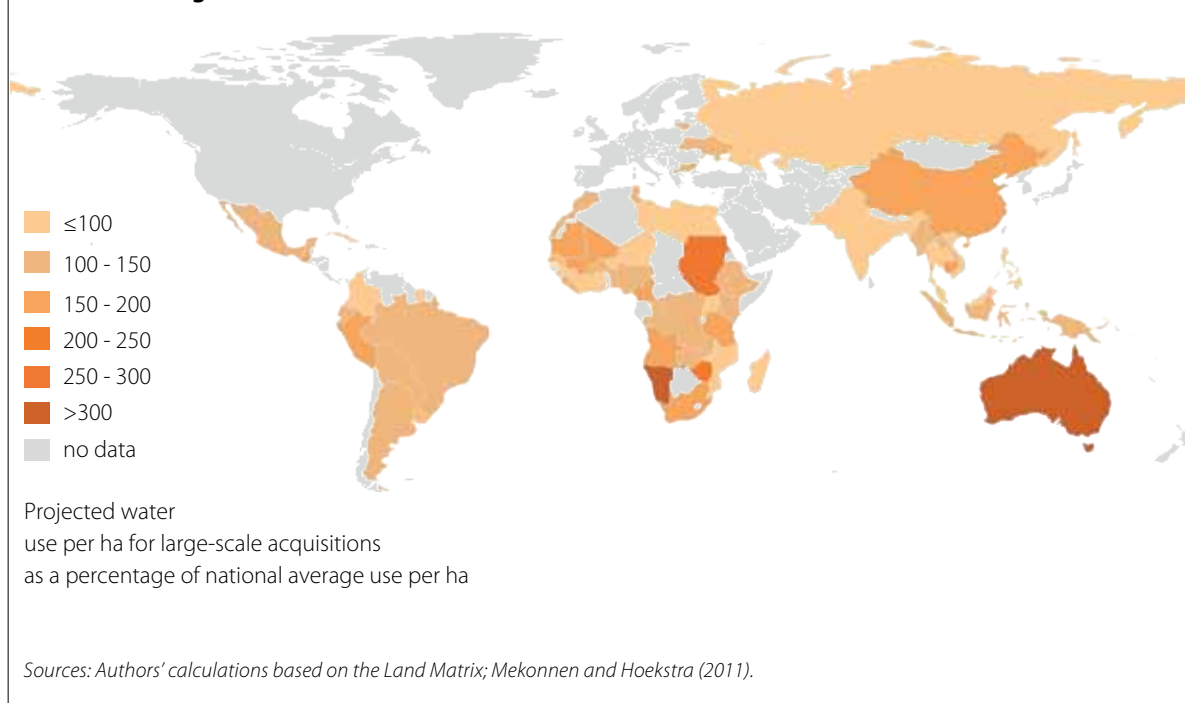 ≤100
100 - 150
150 - 200
200 - 250
250 - 300
>300
no data
Projected water
use per ha for large-scale acquisitions
as a percentage of national average use per ha
Sources: Authors’ calculations based on the Land Matrix; Mekonnen and Hoekstra (2011).